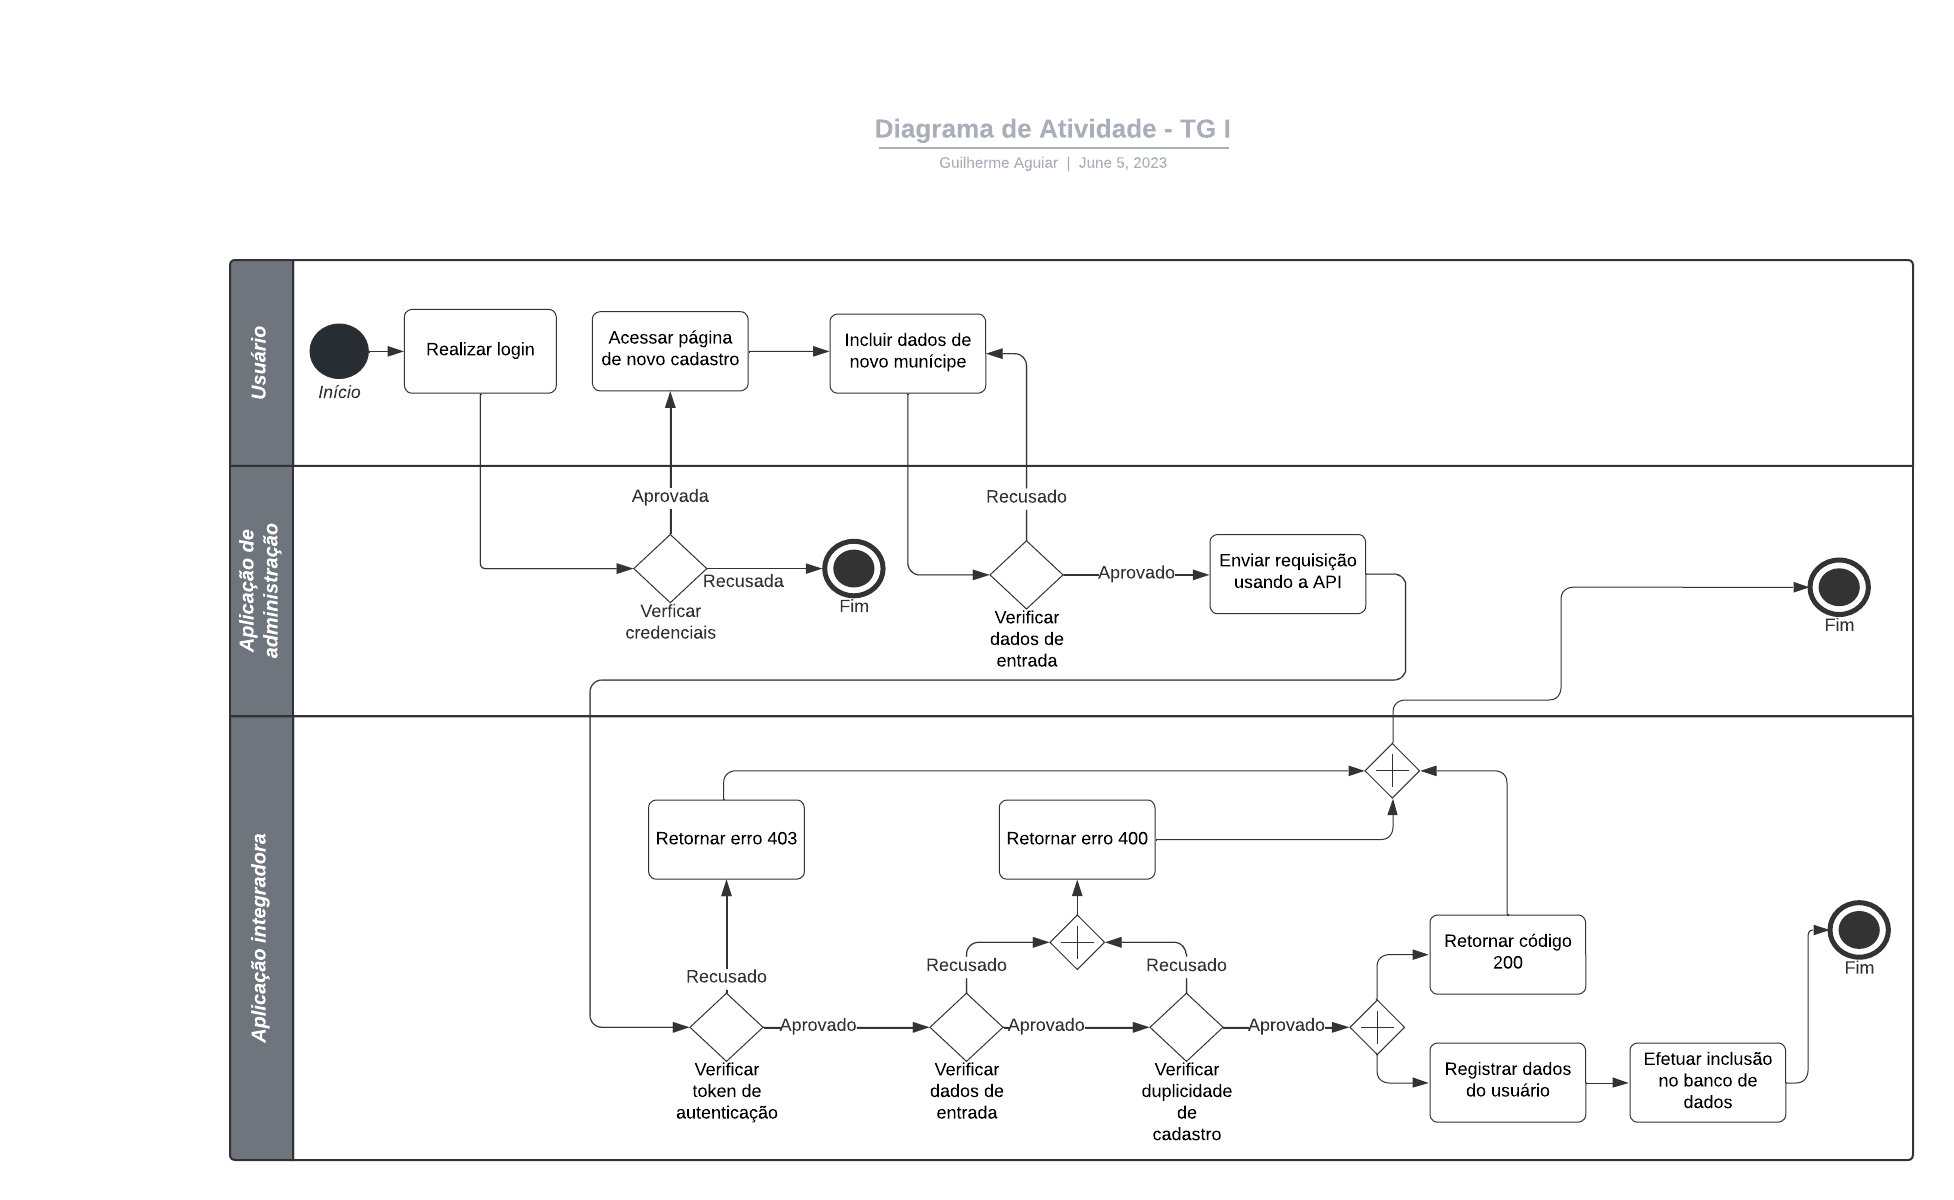 Diagrama de Atividade - TG I
Guilherme Aguiar | June 5, 2023
Usuário
Início
Realizar login
Acessar página
de novo cadastro
Incluir dados de
novo munícipe
Aplicação de
administração
Aprovada
Recusada
Verficar
credenciais
Fim
Recusado
Verificar
dados de
entrada
Aprovado
Enviar requisição
usando a API
Fim
Aplicação integradora
Retornar erro 403
Retornar erro 400
Recusado
Verificar
token de
autenticação
Aprovado
Recusado
Verificar
dados de
entrada
Aprovado
Recusado
Verificar
duplicidade
de
cadastro
Aprovado
Retornar código
200
Registrar dados
do usuário
Efetuar inclusão
no banco de
dados
Fim